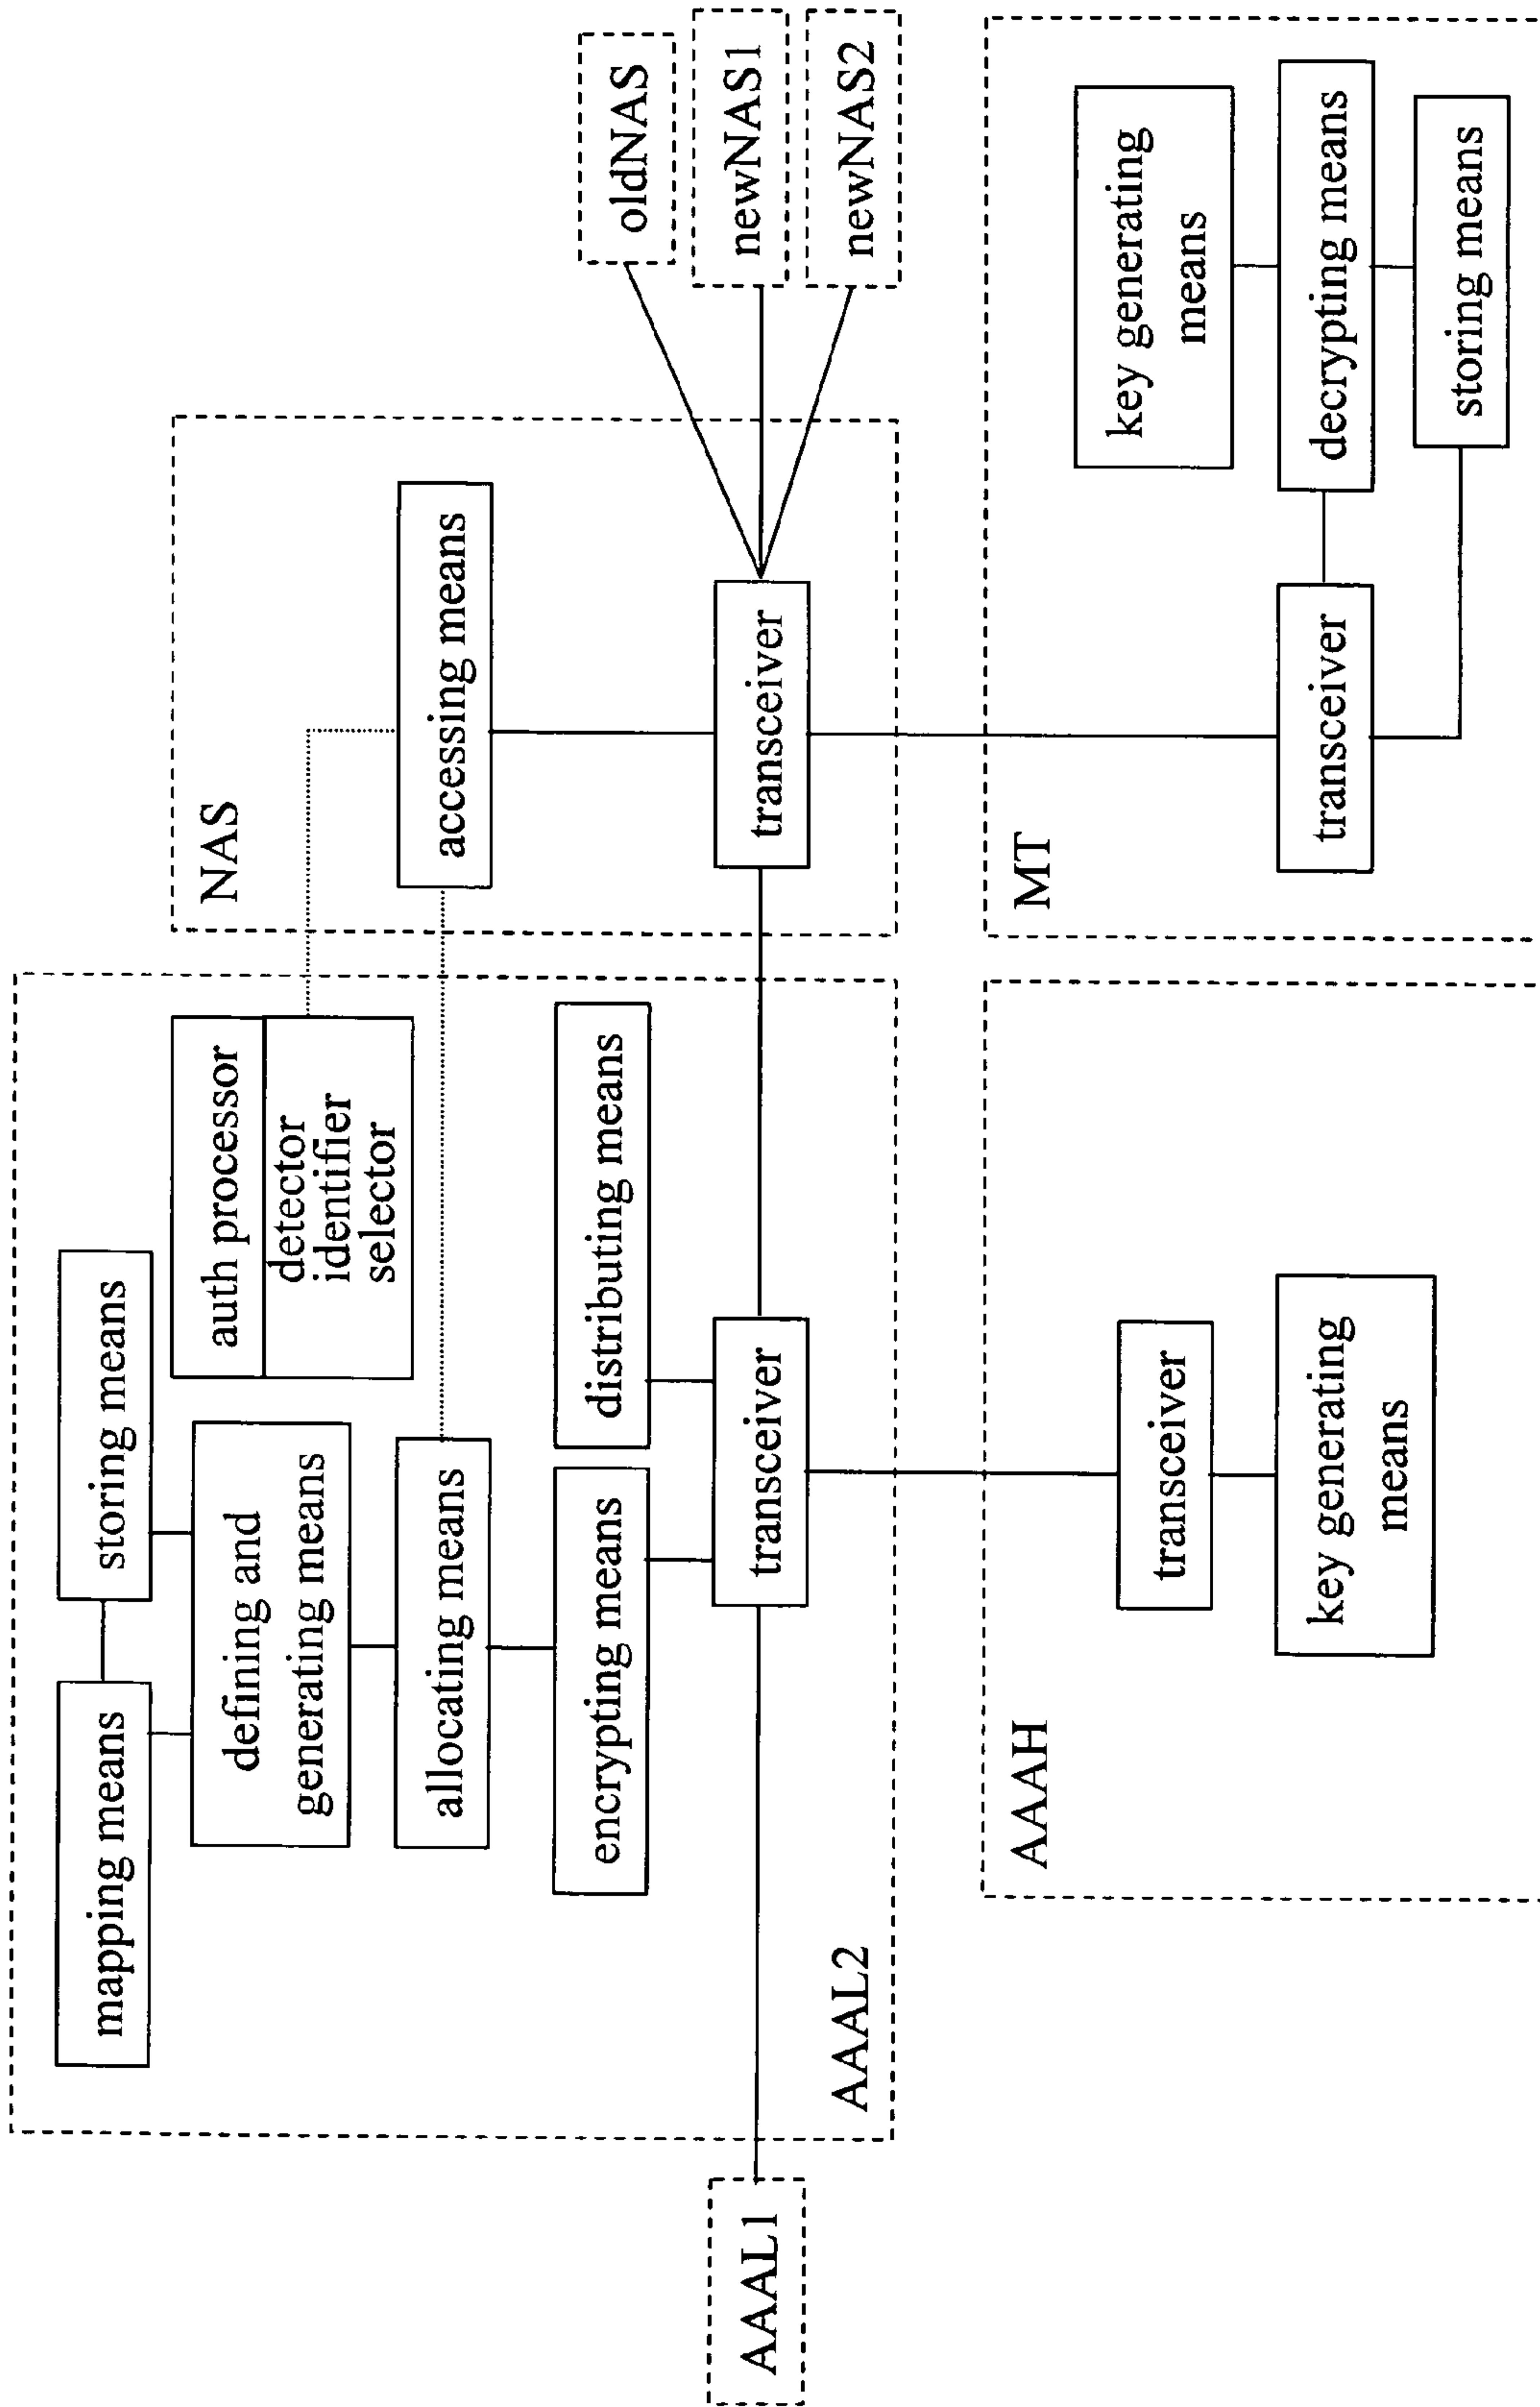 mapping means
storing means
defining and
generating means
auth processor
detector
identifier
selector
allocating means
encrypting means
distributing means
transceiver
AAAL2
AAAL1
NAS
accessing means
transceiver
oldNAS
newNAS1
newNAS2
AAAH
transceiver
key generating
means
MT
transceiver
key generating
means
decrypting means
storing means